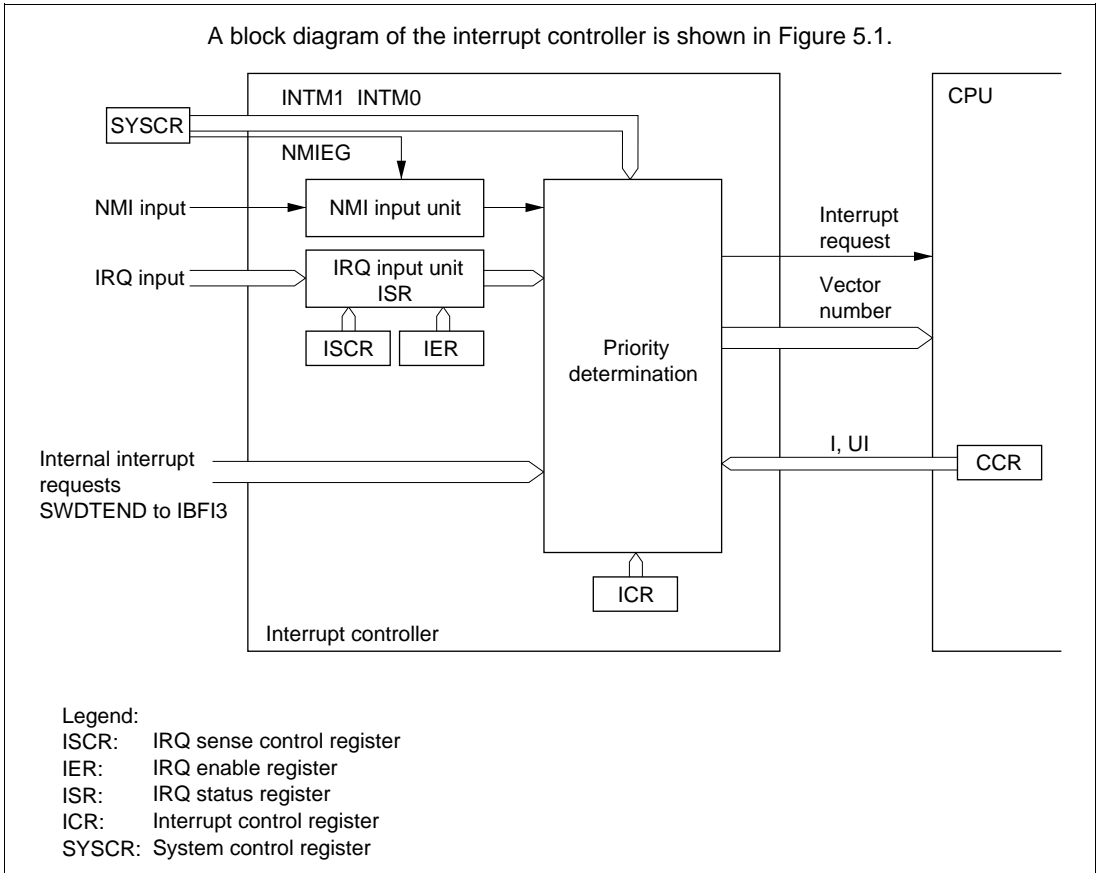 A block diagram of the interrupt controller is shown in Figure 5.1.
INTM1 INTM0
CPU
SYSCR
NMIEG
NMI input
NMI input unit
Interrupt
request
IRQ input
IRQ input unit
ISR
Vector
number
ISCR
IER
Priority
determination
I, UI
CCR
Internal interrupt
requests
SWDTEND to IBFI3
ICR
Interrupt controller
Legend:
ISCR: IRQ sense control register
IER: IRQ enable register
ISR: IRQ status register
ICR: Interrupt control register
SYSCR: System control register